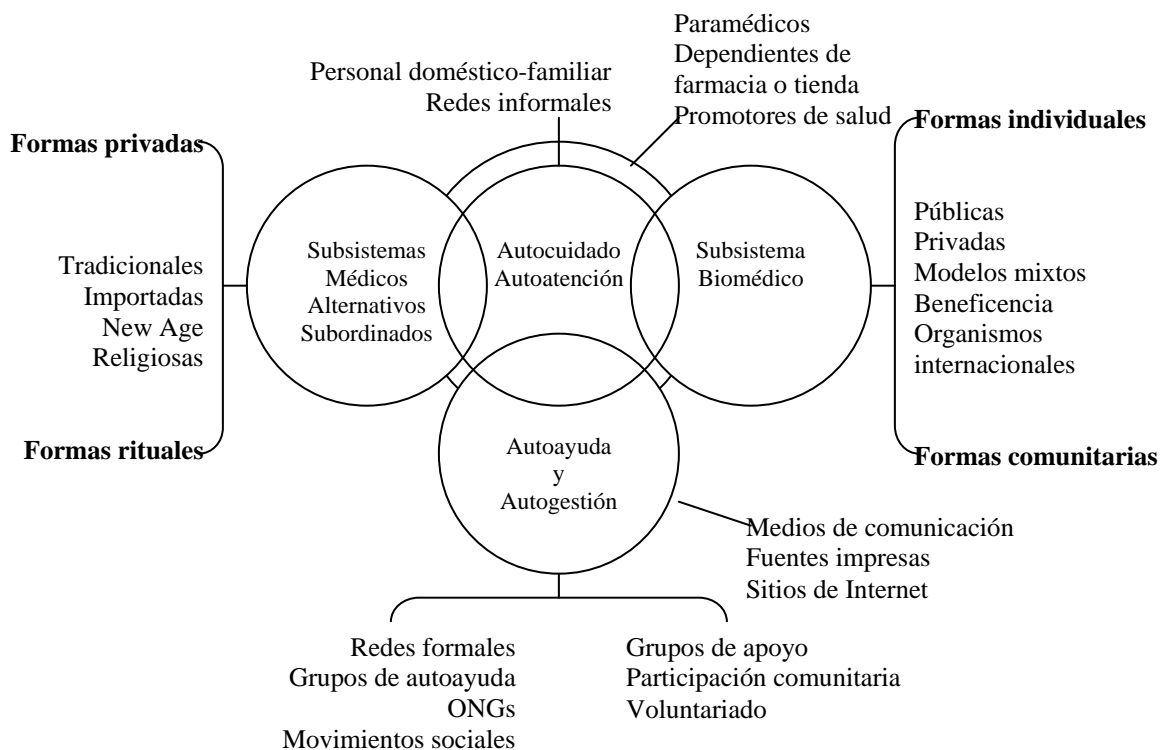 Paramédicos
Dependientes de
farmacia o tienda
Promotores de salud
Personal doméstico-familiar
Redes informales
Formas privadas
Tradicionales
Importadas
New Age
Religiosas
Formas rituales
Subsistemas
Médicos
Alternativos
Subordinados
Autocuidado
Autoatención
Subsistema
Biomédico
Formas individuales
Públicas
Privadas
Modelos mixtos
Beneficencia
Organismos
internacionales
Formas comunitarias
Autoayuda
y
Autogestión
Medios de comunicación
Fuentes impresas
Sitios de Internet
Redes formales
Grupos de autoayuda
ONGs
Movimientos sociales
Grupos de apoyo
Participación comunitaria
Voluntariado